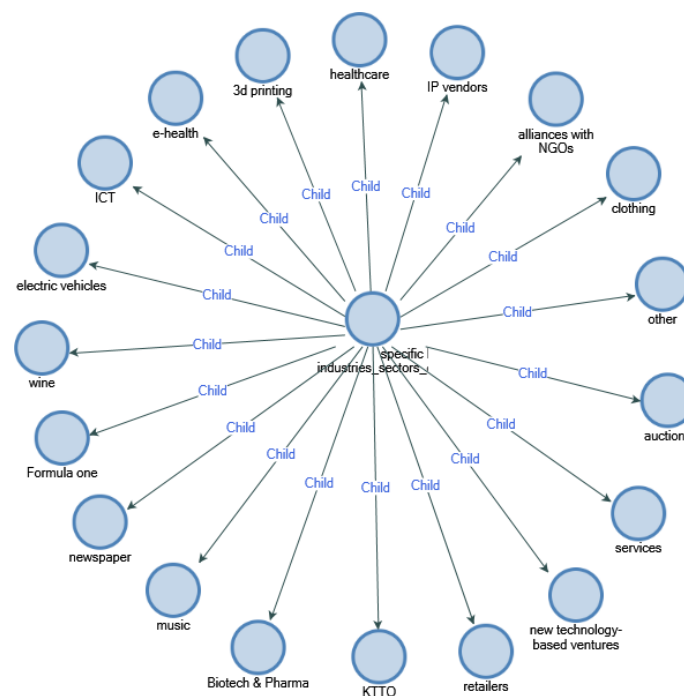 healthcare
3d printing
IP vendors
e-health
alliances with
NGOs
Child
Child
Child
ICT
Child
Child
clothing
Child
Child
Child
electric vehicles
Child
Child
other
wine
Child
specific
industries_sectors_
Child
Child
auction
Formula one
Child
Child
Child
Child
Child
Child
Child
newspaper
services
music
new technology-
based ventures
Biotech & Pharma
KTTO
retailers